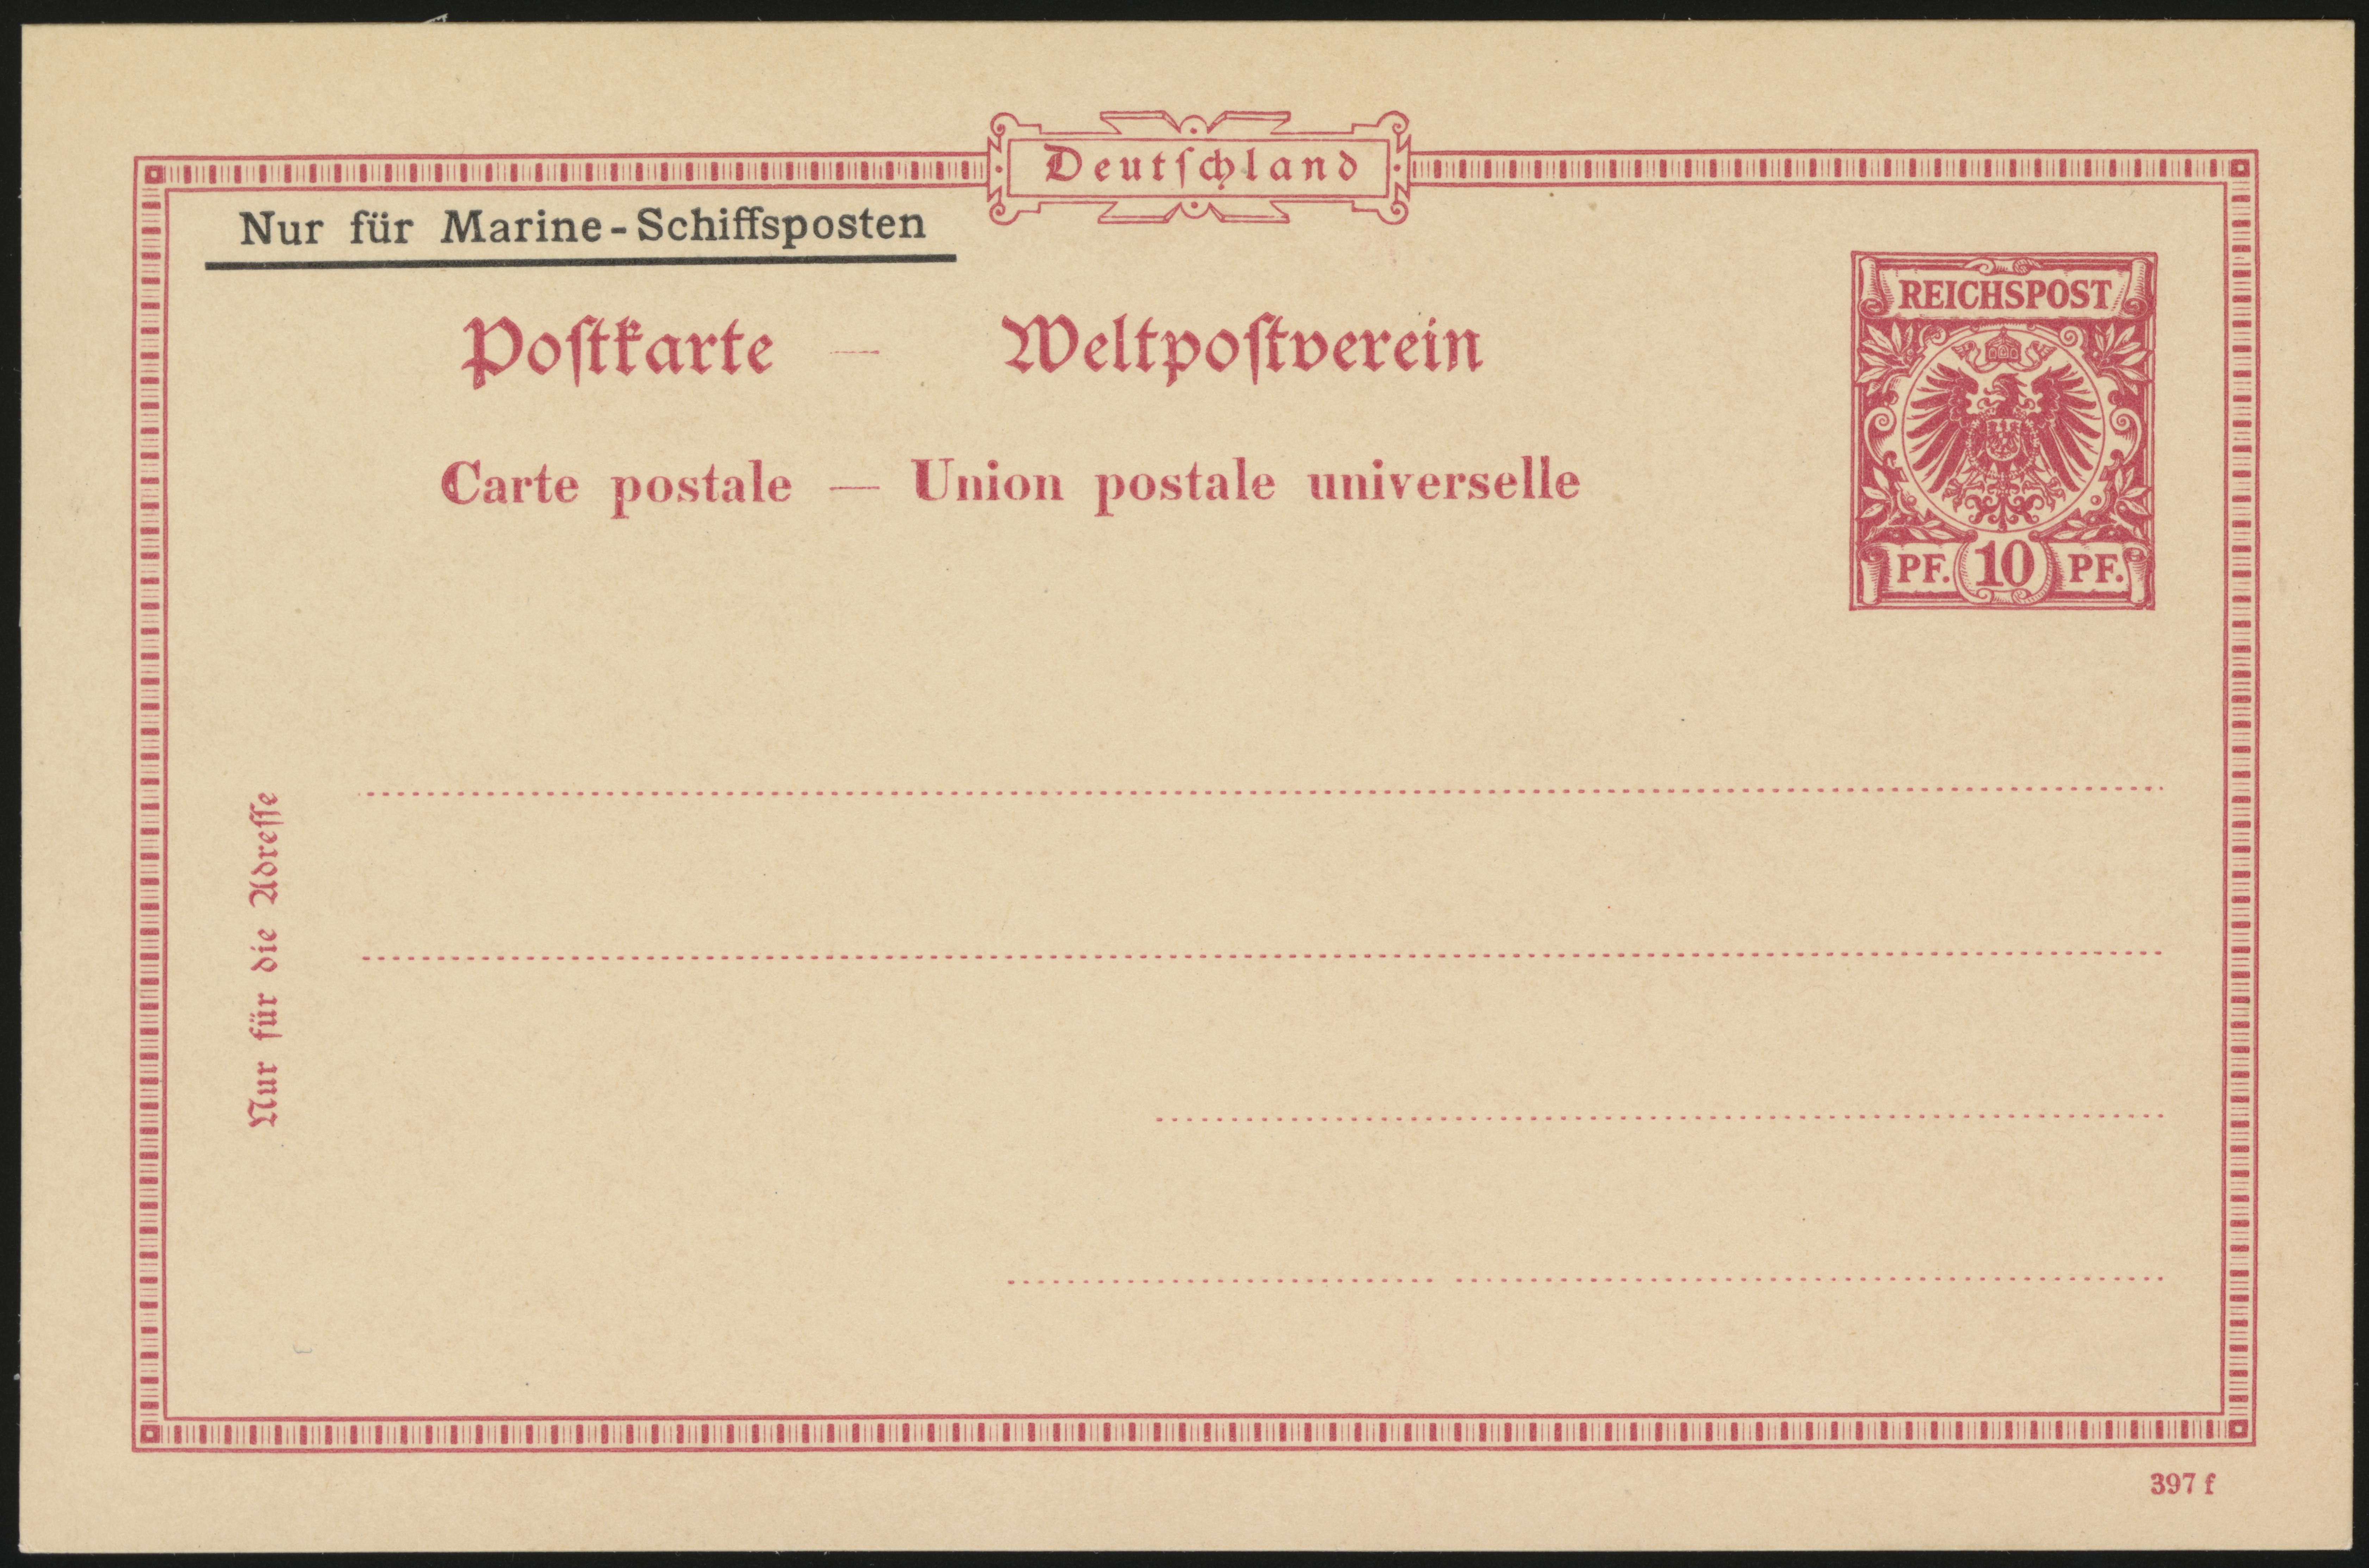 Deutſchland
Nur für Marine-Schiffsposten
REICHSPOST
Poſtkarte — Weltpoſtverein
Carte postale — Union postale universelle
PF. 10 PF.
Nur für die Adreſſe
397 f